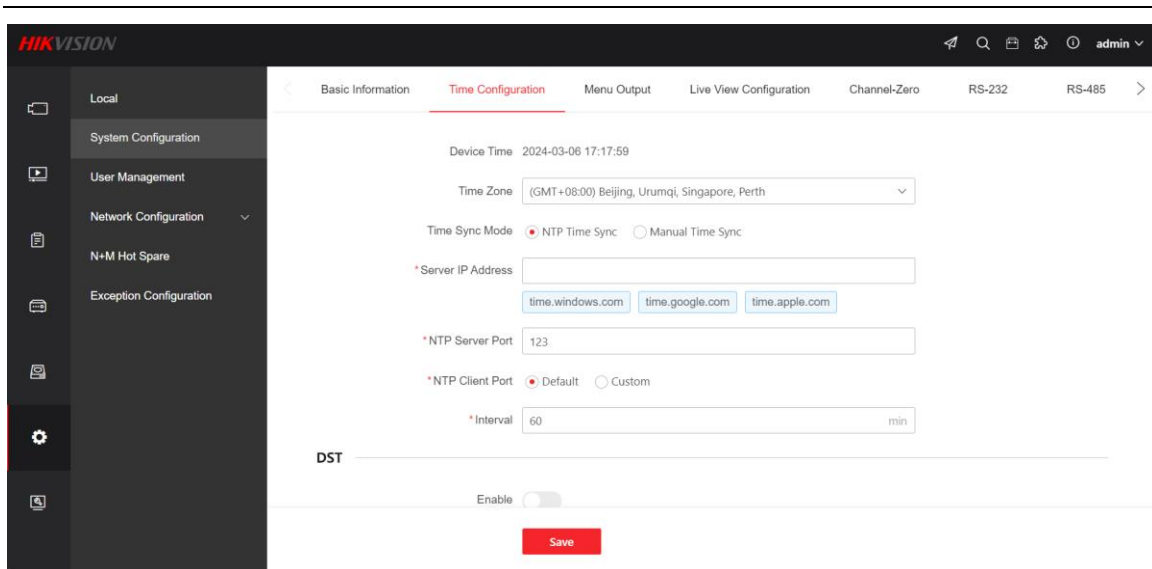 HIKVISION
admin
Local
System Configuration
User Management
Network Configuration
N+M Hot Spare
Exception Configuration
Basic Information Time Configuration Menu Output Live View Configuration Channel-Zero RS-232 RS-485
Device Time 2024-03-06 17:17:59
Time Zone (GMT+08:00) Beijing, Urumqi, Singapore, Perth
Time Sync Mode NTP Time Sync Manual Time Sync
*Server IP Address
time.windows.com time.google.com time.apple.com
*NTP Server Port 123
*NTP Client Port Default Custom
*Interval 60 min
DST
Enable
Save